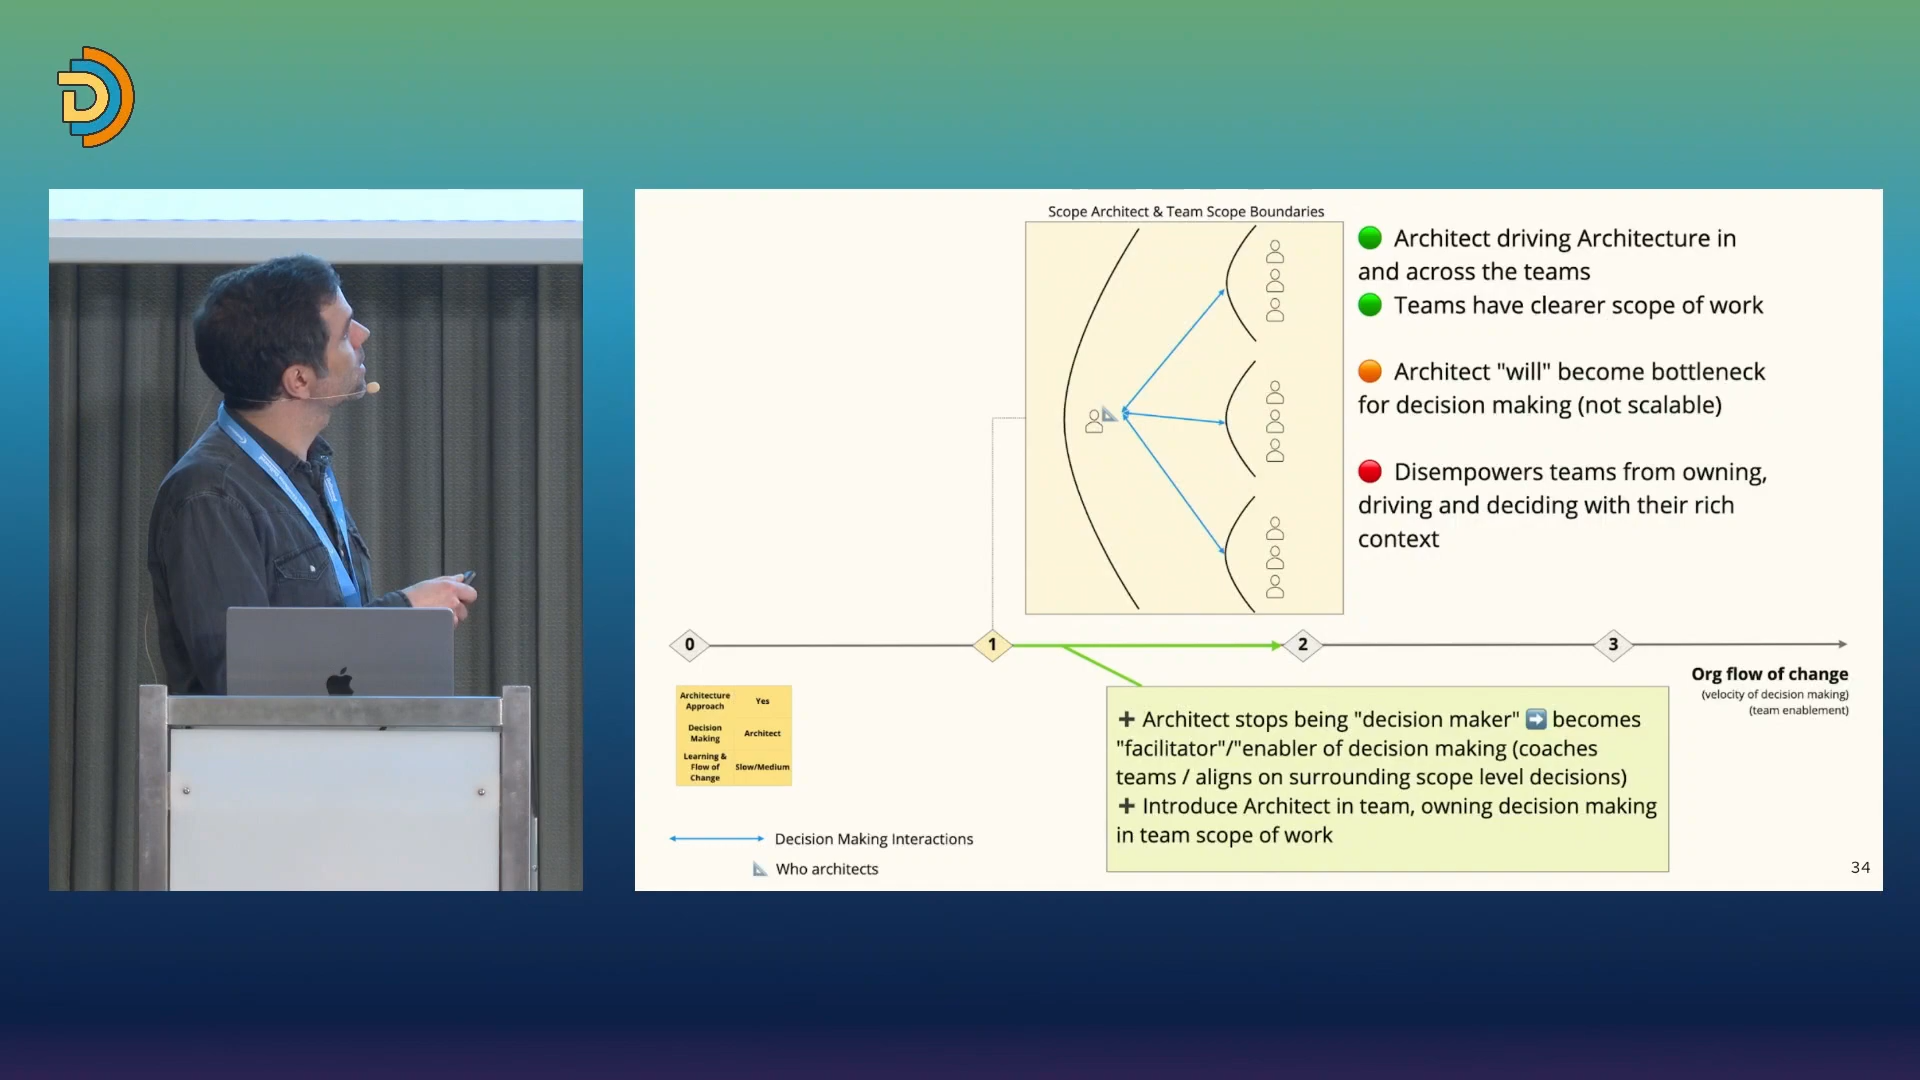 Scope Architect & Team Scope Boundaries
🟢 Architect driving Architecture in
and across the teams
🟢 Teams have clearer scope of work
🟠 Architect "will" become bottleneck
for decision making (not scalable)
🔴 Disempowers teams from owning,
driving and deciding with their rich
context
0
1
2
3
Org flow of change
(velocity of decision making)
(team enablement)
Architecture
Approach
Yes
Decision
Making
Architect
Learning &
Flow of
Change
Slow/Medium
➕ Architect stops being "decision maker" ➡️ becomes
"facilitator"/"enabler of decision making (coaches
teams / aligns on surrounding scope level decisions)
➕ Introduce Architect in team, owning decision making
in team scope of work
Decision Making Interactions
Who architects
34